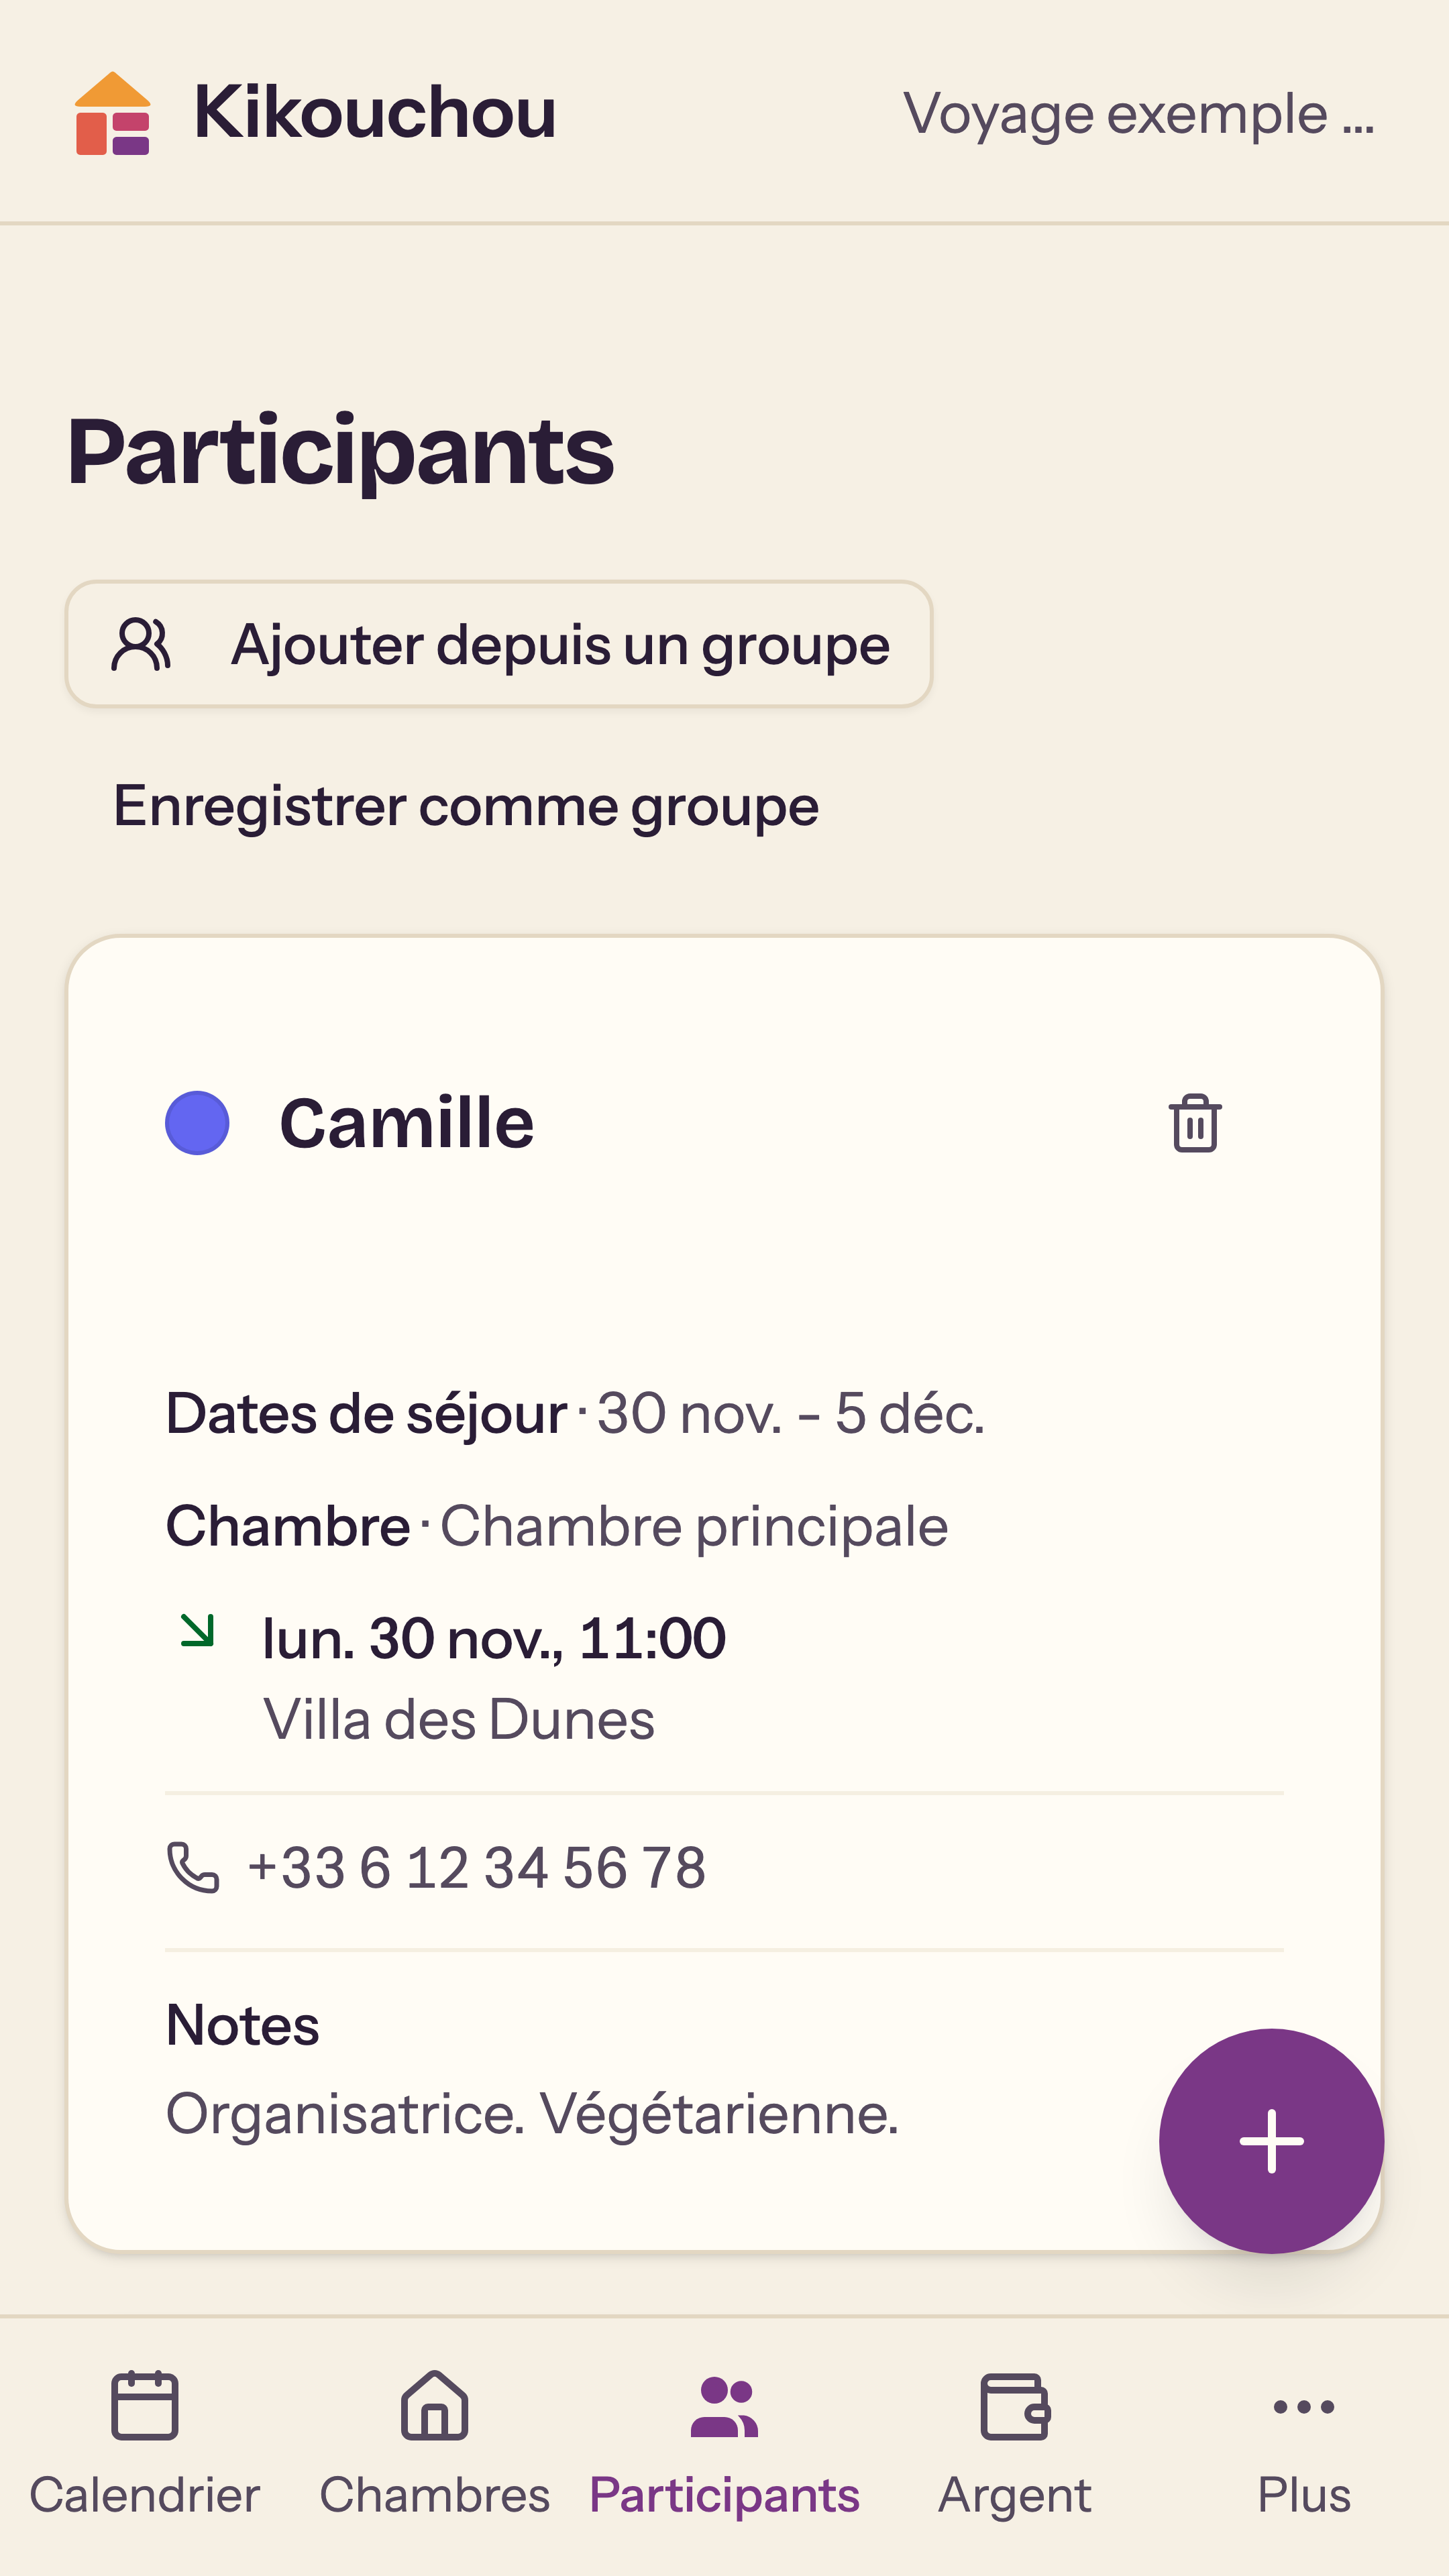 Kikouchou
Voyage exemple ...
Participants
Ajouter depuis un groupe
Enregistrer comme groupe
Camille
Dates de séjour · 30 nov. - 5 déc.
Chambre · Chambre principale
lun. 30 nov., 11:00
Villa des Dunes
+33 6 12 34 56 78
Notes
Organisatrice. Végétarienne.
Calendrier
Chambres
Participants
Argent
Plus